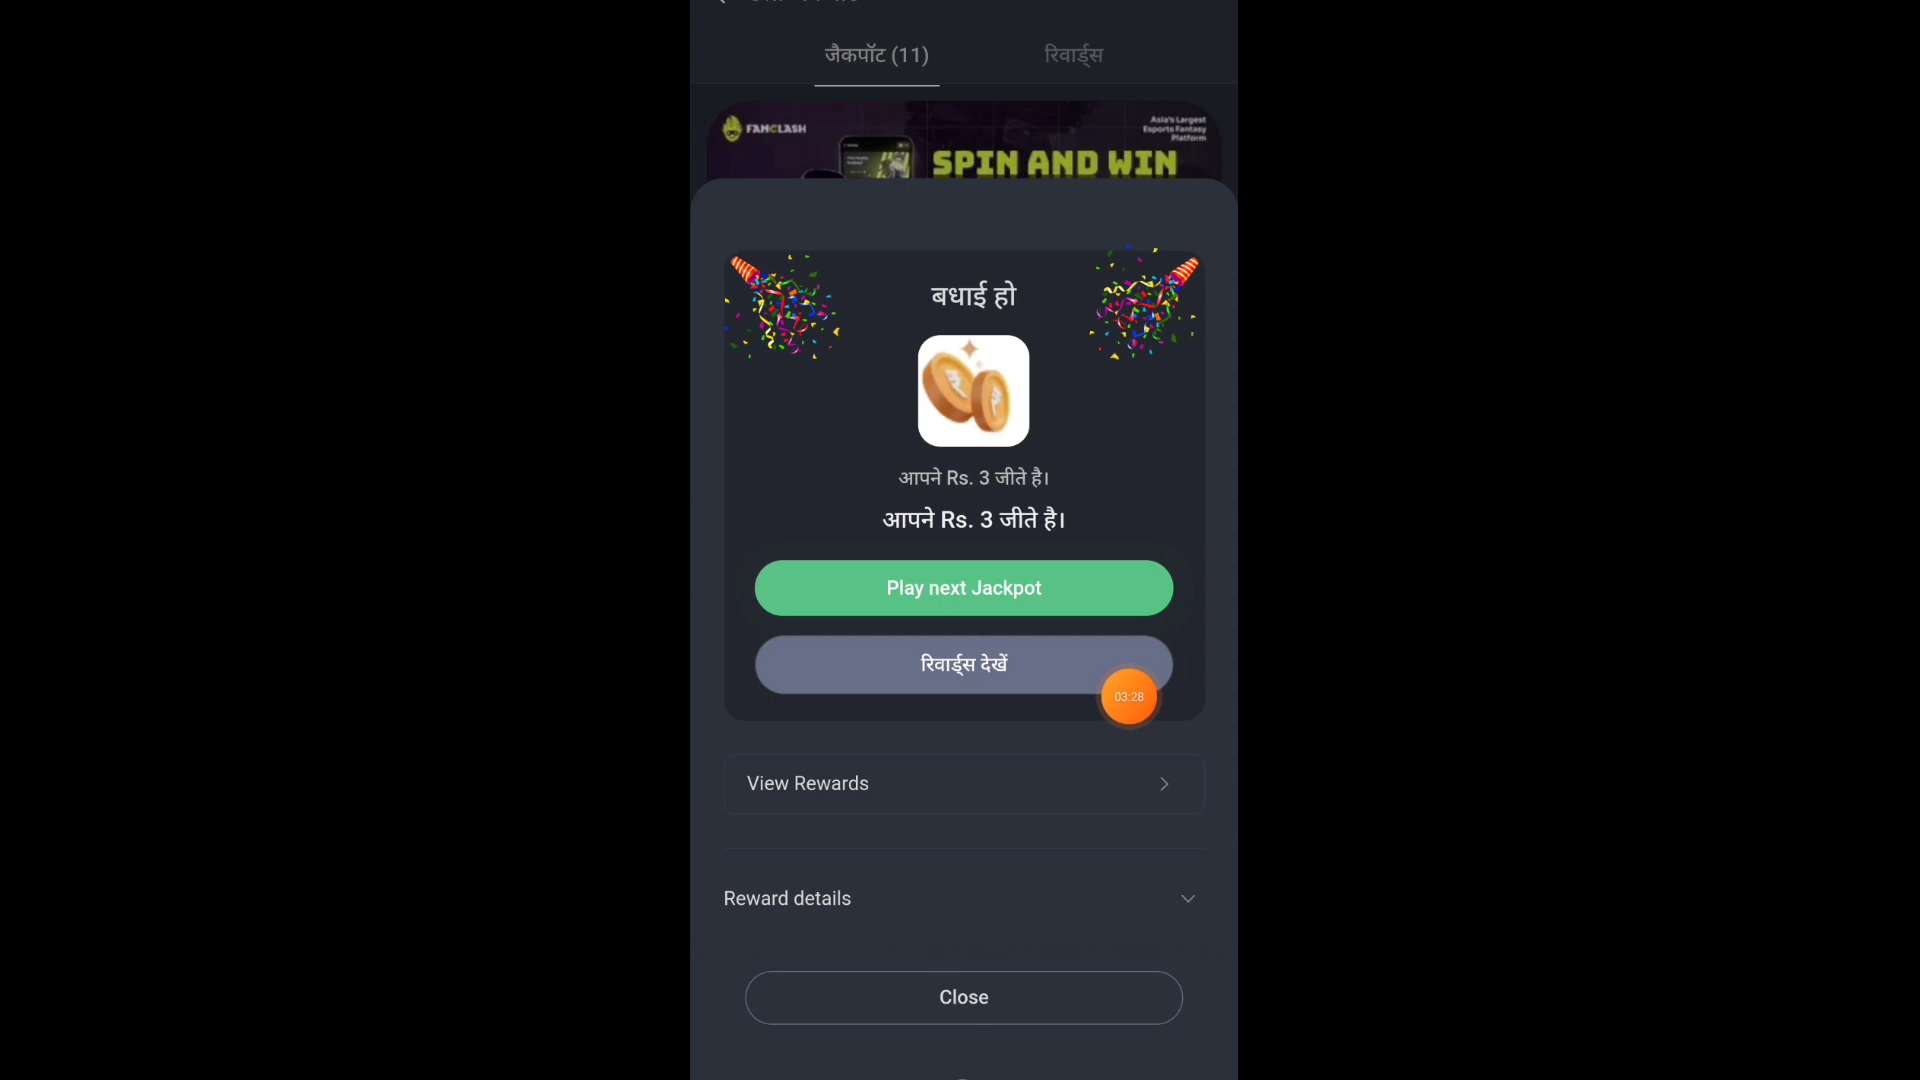 जैकपॉट (11)
रिवार्ड्स
FANCLASH
Asia's Largest
Esports Fantasy
Platform
SPIN AND WIN
बधाई हो
आपने Rs. 3 जीते है।
आपने Rs. 3 जीते है।
Play next Jackpot
रिवार्ड्स देखें
03:28
View Rewards
Reward details
Close